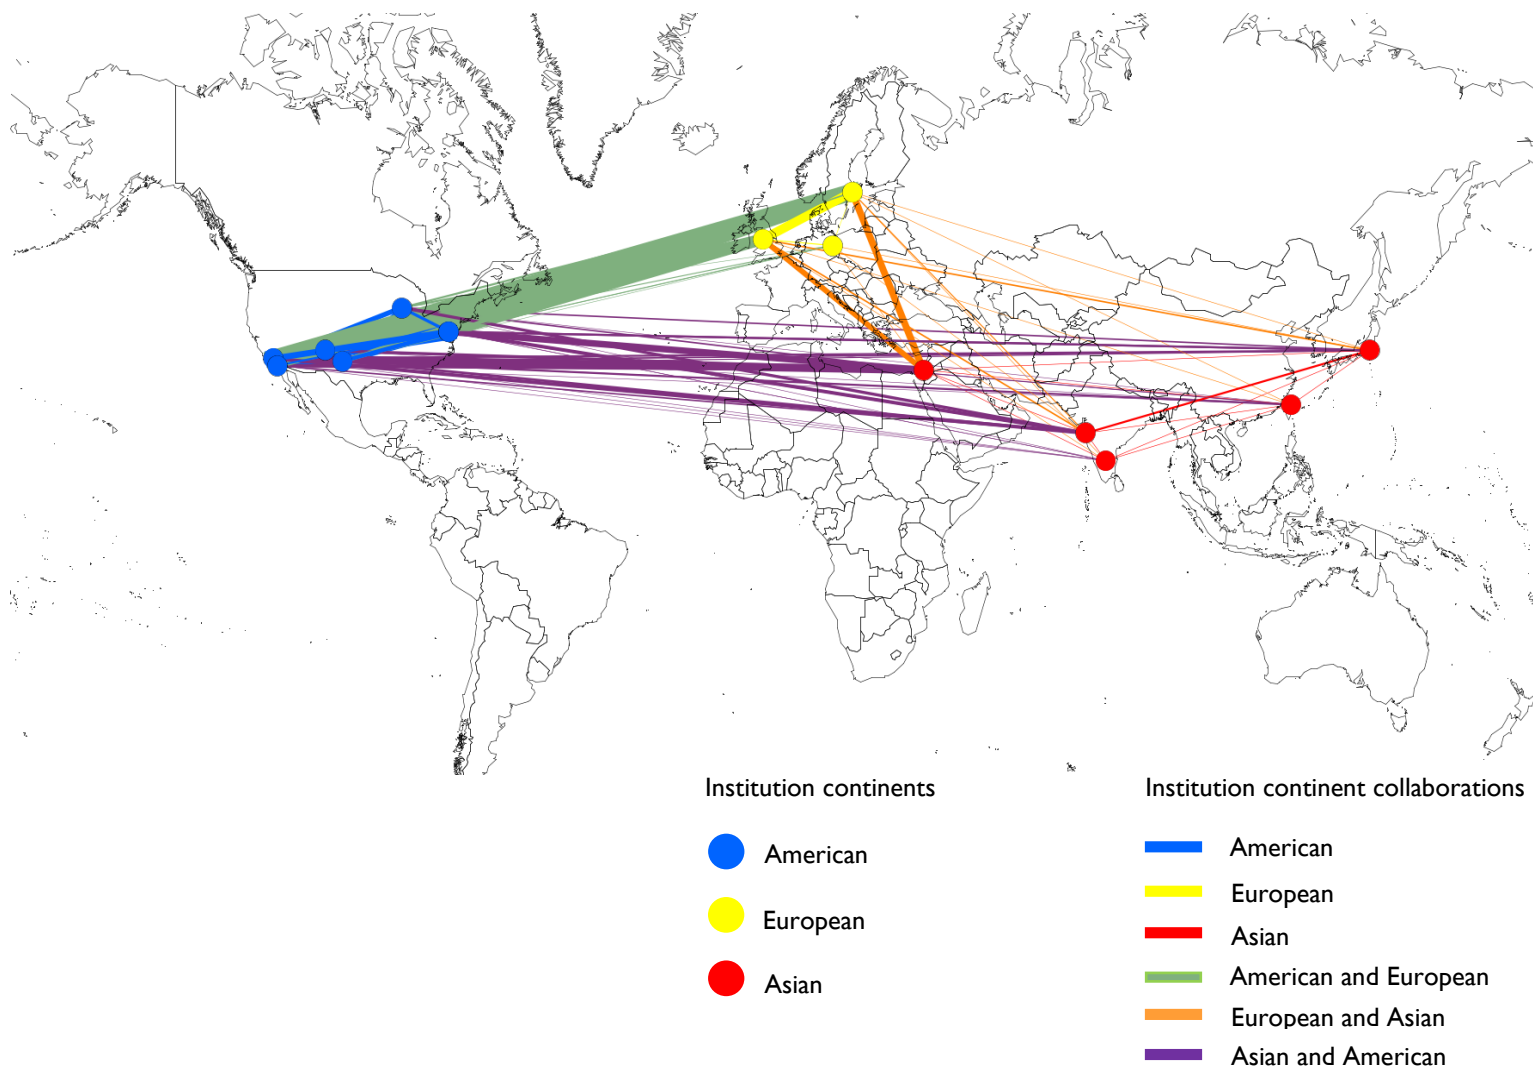 Institution continents
American
European
Asian
Institution continent collaborations
American
European
Asian
American and European
European and Asian
Asian and American